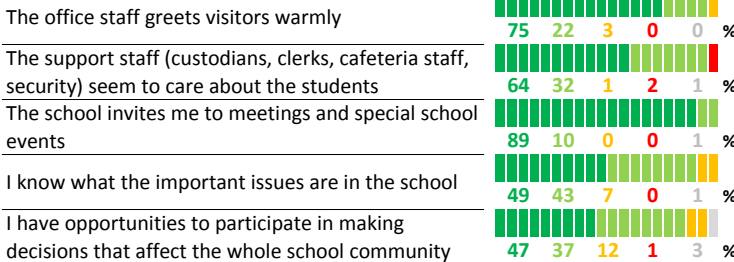 The office staff greets visitors warmly
75 22 3 0 0 %
The support staff (custodians, clerks, cafeteria staff,
security) seem to care about the students
64 32 1 2 1 %
The school invites me to meetings and special school
events
89 10 0 0 1 %
I know what the important issues are in the school
49 43 7 0 1 %
I have opportunities to participate in making
decisions that affect the whole school community
47 37 12 1 3 %